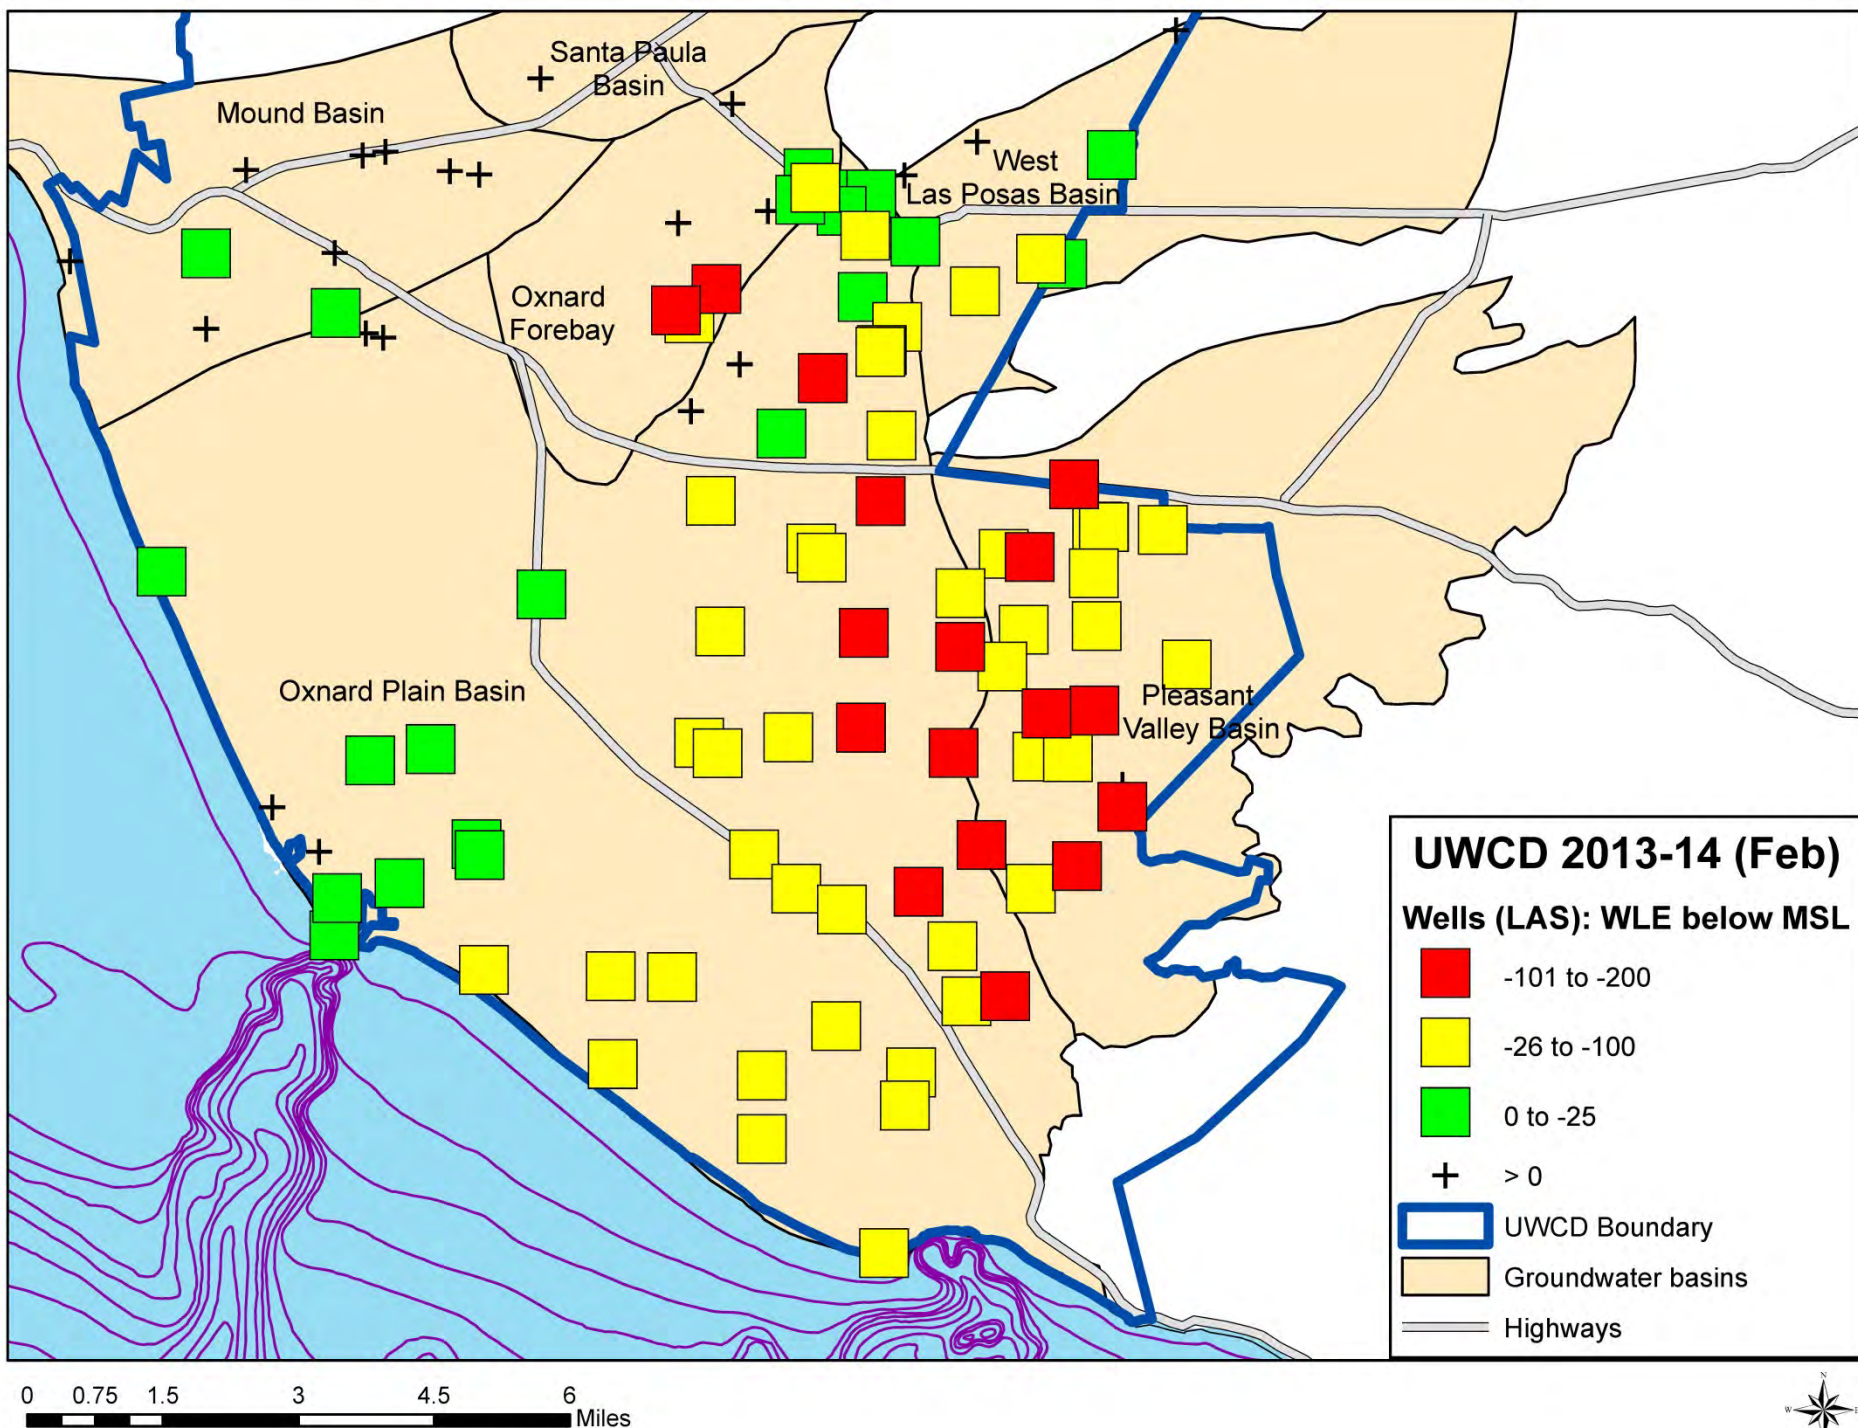 Santa Paula
Basin
Mound Basin
West
Las Posas Basin
Oxnard
Forebay
Oxnard Plain Basin
Pleasant
Valley Basin
UWCD 2013-14 (Feb)
Wells (LAS): WLE below MSL
-101 to -200
-26 to -100
0 to -25
> 0
UWCD Boundary
Groundwater basins
Highways
0 0.75 1.5 3 4.5 6
Miles
N
W E